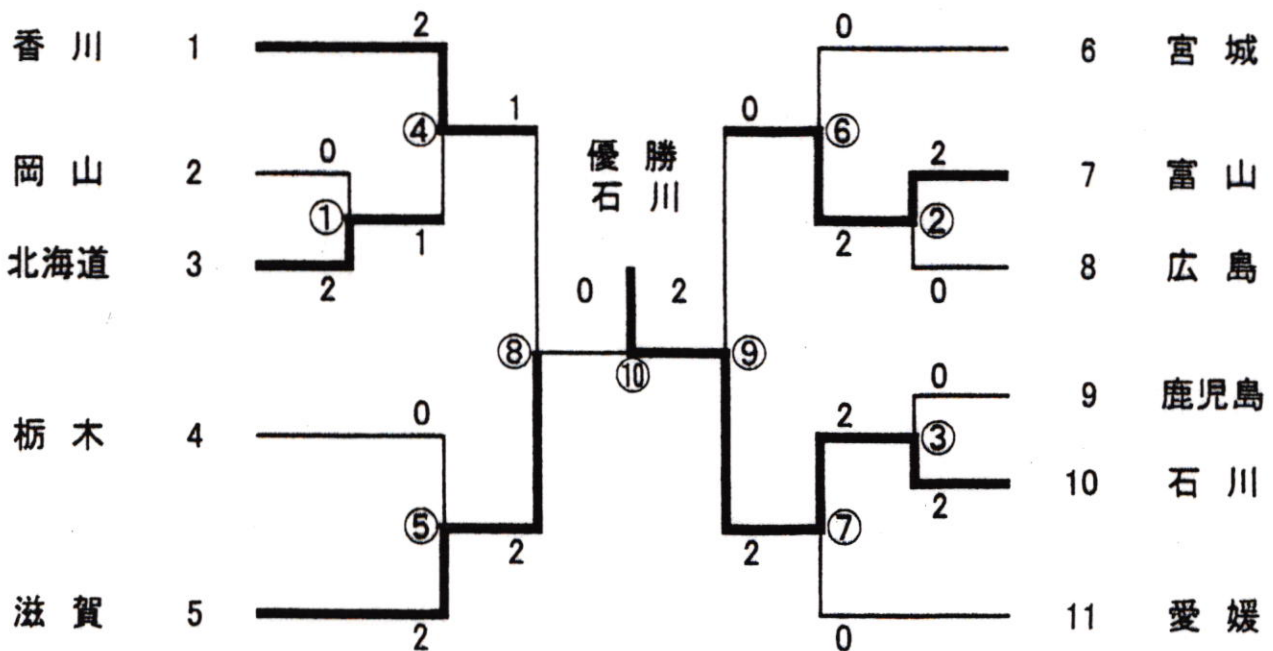 香川 1 2 0 6 宮城
④ 1 0 ⑥
岡山 2 0 優勝 2 7 富山
① 石川 ②
北海道 3 2 1 2 0 8 広島
0 2
⑧ ⑩ ⑨
0 9 鹿児島
栃木 4 0 2 ③
2 10 石川
⑤ 2 2 ⑦
滋賀 5 2 0 11 愛媛